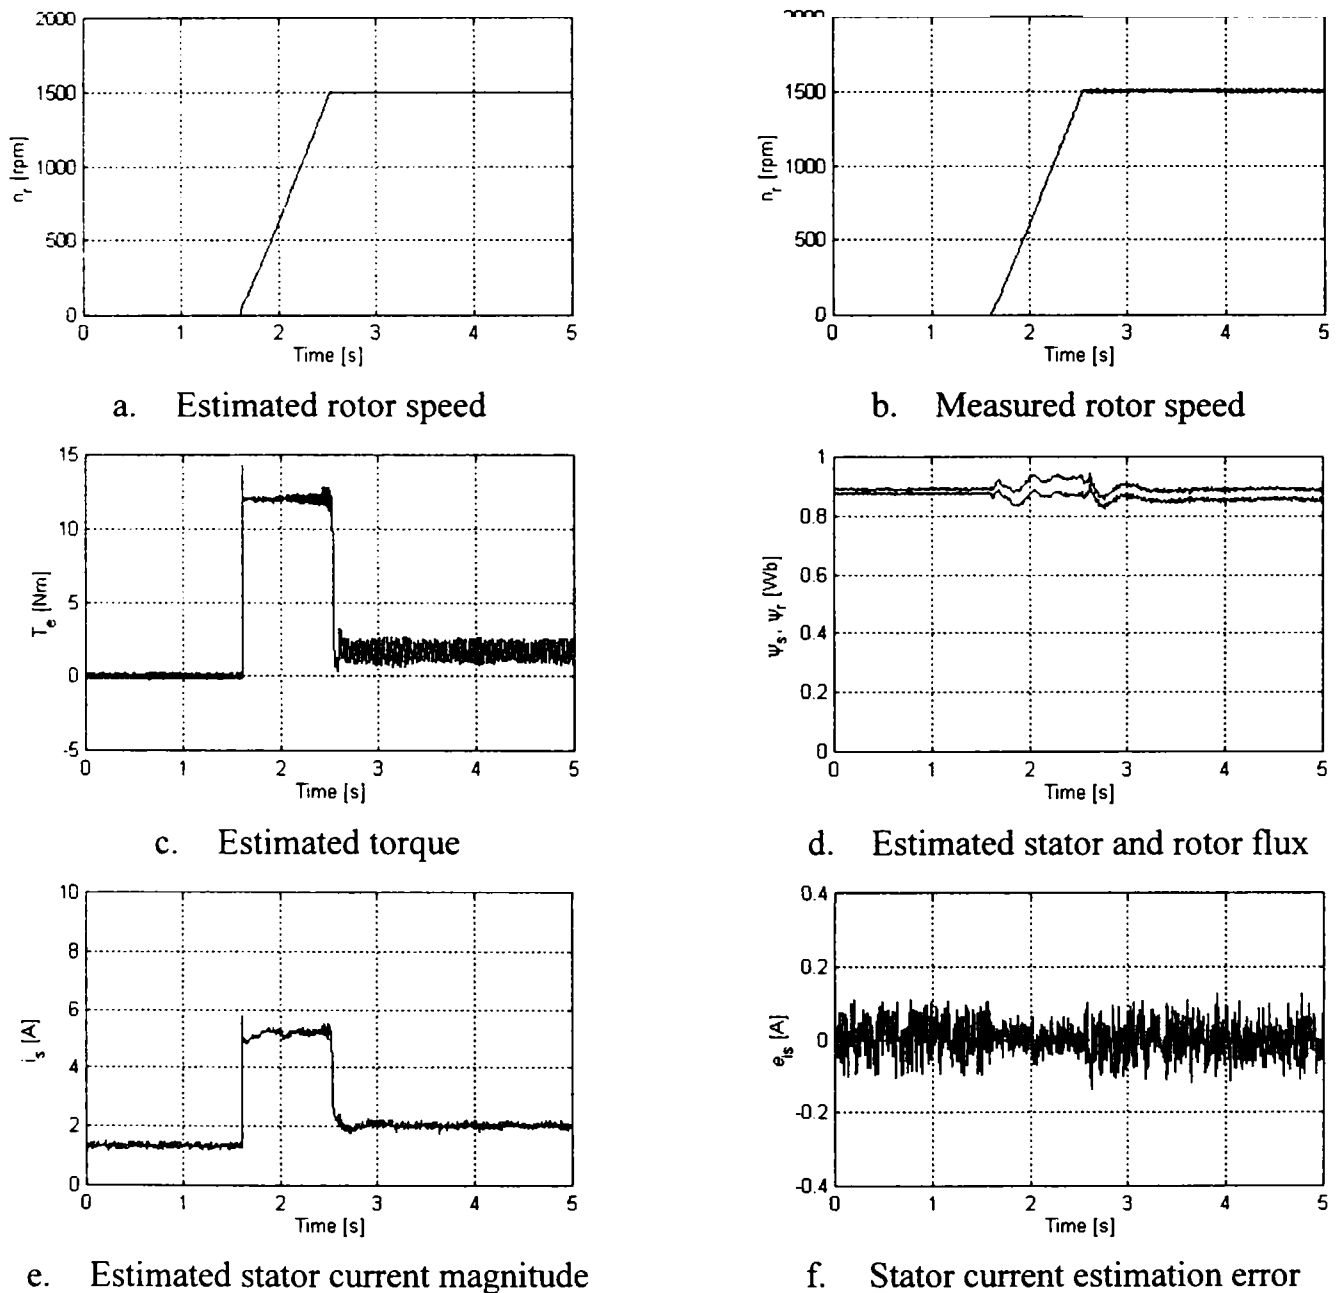 2000
1500
1000
500
0
n_r [rpm]
0 1 2 3 4 5
Time [s]
a. Estimated rotor speed
2000
1500
1000
500
0
n_r [rpm]
0 1 2 3 4 5
Time [s]
b. Measured rotor speed
15
10
5
0
-5
T_e [Nm]
0 1 2 3 4 5
Time [s]
c. Estimated torque
1
0.8
0.6
0.4
0.2
0
Ψ_s, Ψ_r [Wb]
0 1 2 3 4 5
Time [s]
d. Estimated stator and rotor flux
10
8
6
4
2
0
i_s [A]
0 1 2 3 4 5
Time [s]
e. Estimated stator current magnitude
0.4
0.2
0
-0.2
-0.4
e_is [A]
0 1 2 3 4 5
Time [s]
f. Stator current estimation error